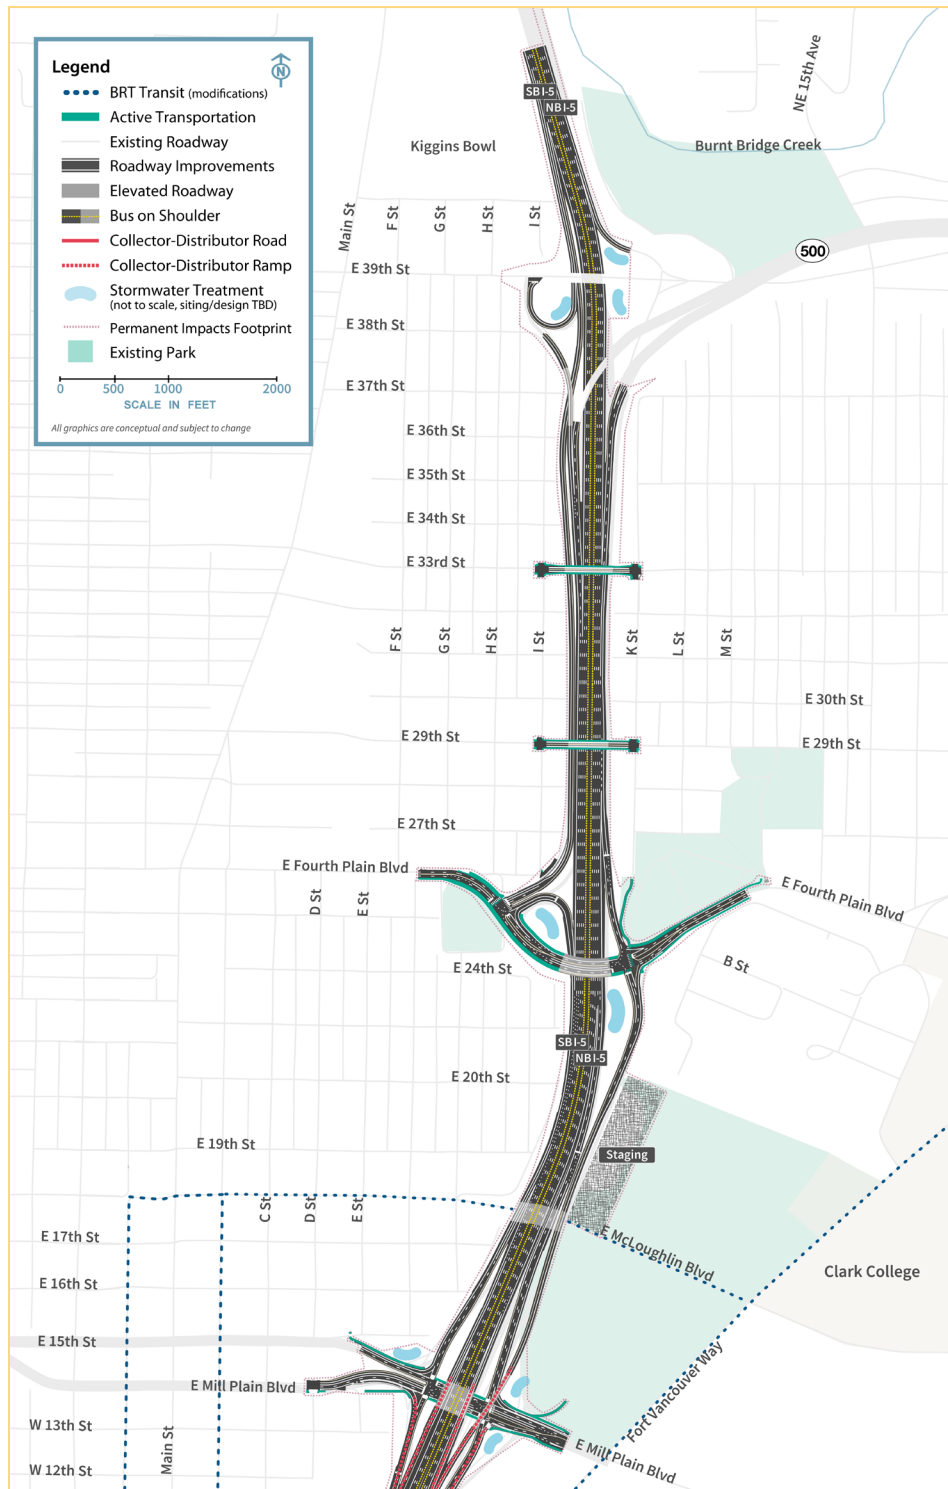 Legend
N
BRT Transit (modifications)
Active Transportation
Existing Roadway
Roadway Improvements
Elevated Roadway
Bus on Shoulder
Collector-Distributor Road
Collector-Distributor Ramp
Stormwater Treatment
(not to scale, siting/design TBD)
Permanent Impacts Footprint
Existing Park
0 500 1000 2000
SCALE IN FEET
All graphics are conceptual and subject to change
SBI-5
NBI-5
NE 15th Ave
Kiggins Bowl
Burnt Bridge Creek
Main St
F St
G St
H St
I St
500
E 39th St
E 38th St
E 37th St
E 36th St
E 35th St
E 34th St
E 33rd St
F St
G St
H St
I St
K St
L St
M St
E 30th St
E 29th St
E 29th St
E 27th St
E Fourth Plain Blvd
E Fourth Plain Blvd
D St
E St
E 24th St
B St
SBI-5
NBI-5
E 20th St
E 19th St
Staging
C St
D St
E St
E 17th St
E McLoughlin Blvd
Clark College
E 16th St
E 15th St
Fort Vancouver Way
E Mill Plain Blvd
W 13th St
Main St
E Mill Plain Blvd
W 12th St